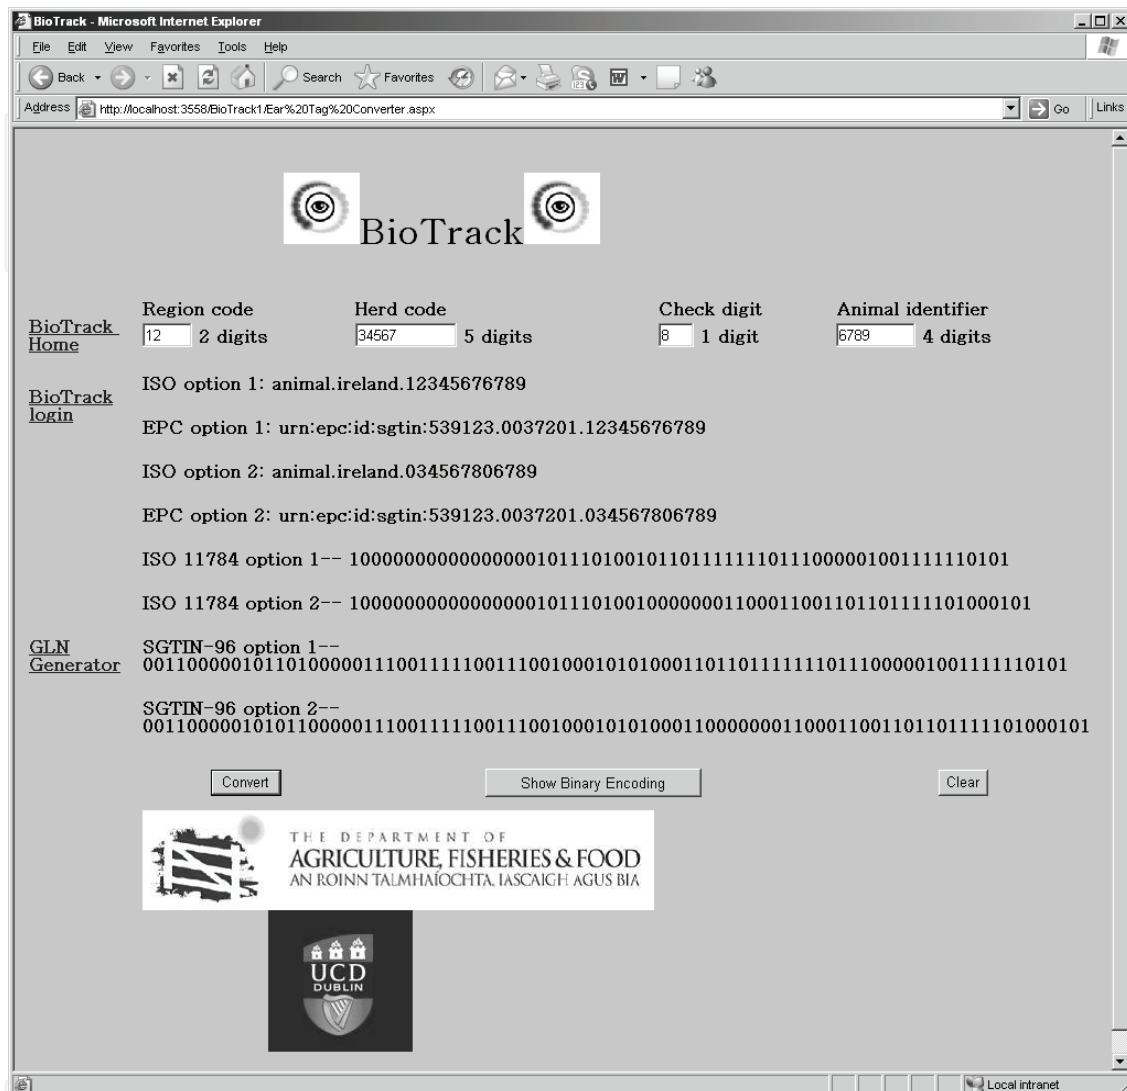 BioTrack - Microsoft Internet Explorer
File Edit View Favorites Tools Help
Back Search Favorites
Address http://localhost:3558/BioTrack1/Ear%20Tag%20Converter.aspx Go Links
BioTrack
Region code Herd code Check digit Animal identifier
12 2 digits 34567 5 digits 8 1 digit 6789 4 digits
BioTrack
Home
ISO option 1: animal.ireland.12345676789
BioTrack
login
EPC option 1: urn:epc:id:sgtin:539123.0037201.12345676789
ISO option 2: animal.ireland.034567806789
EPC option 2: urn:epc:id:sgtin:539123.0037201.034567806789
ISO 11784 option 1-- 1000000000000000010111010010110111111101110000010011111110101
ISO 11784 option 2-- 10000000000000000101110100100000001100011001101101111101000101
GLN
Generator
SGTIN-96 option 1--
001100000101101000001110011111001110010001010100011011011111110111000001001111110101
SGTIN-96 option 2--
00110000010101100000111001111100111001000101010001100000001100011001101101111101000101
Convert Show Binary Encoding Clear
THE DEPARTMENT OF
AGRICULTURE, FISHERIES & FOOD
AN ROINN TALMHAÍOCHTA, IASCAIGH AGUS BIA
UCD
DUBLIN
Local intranet